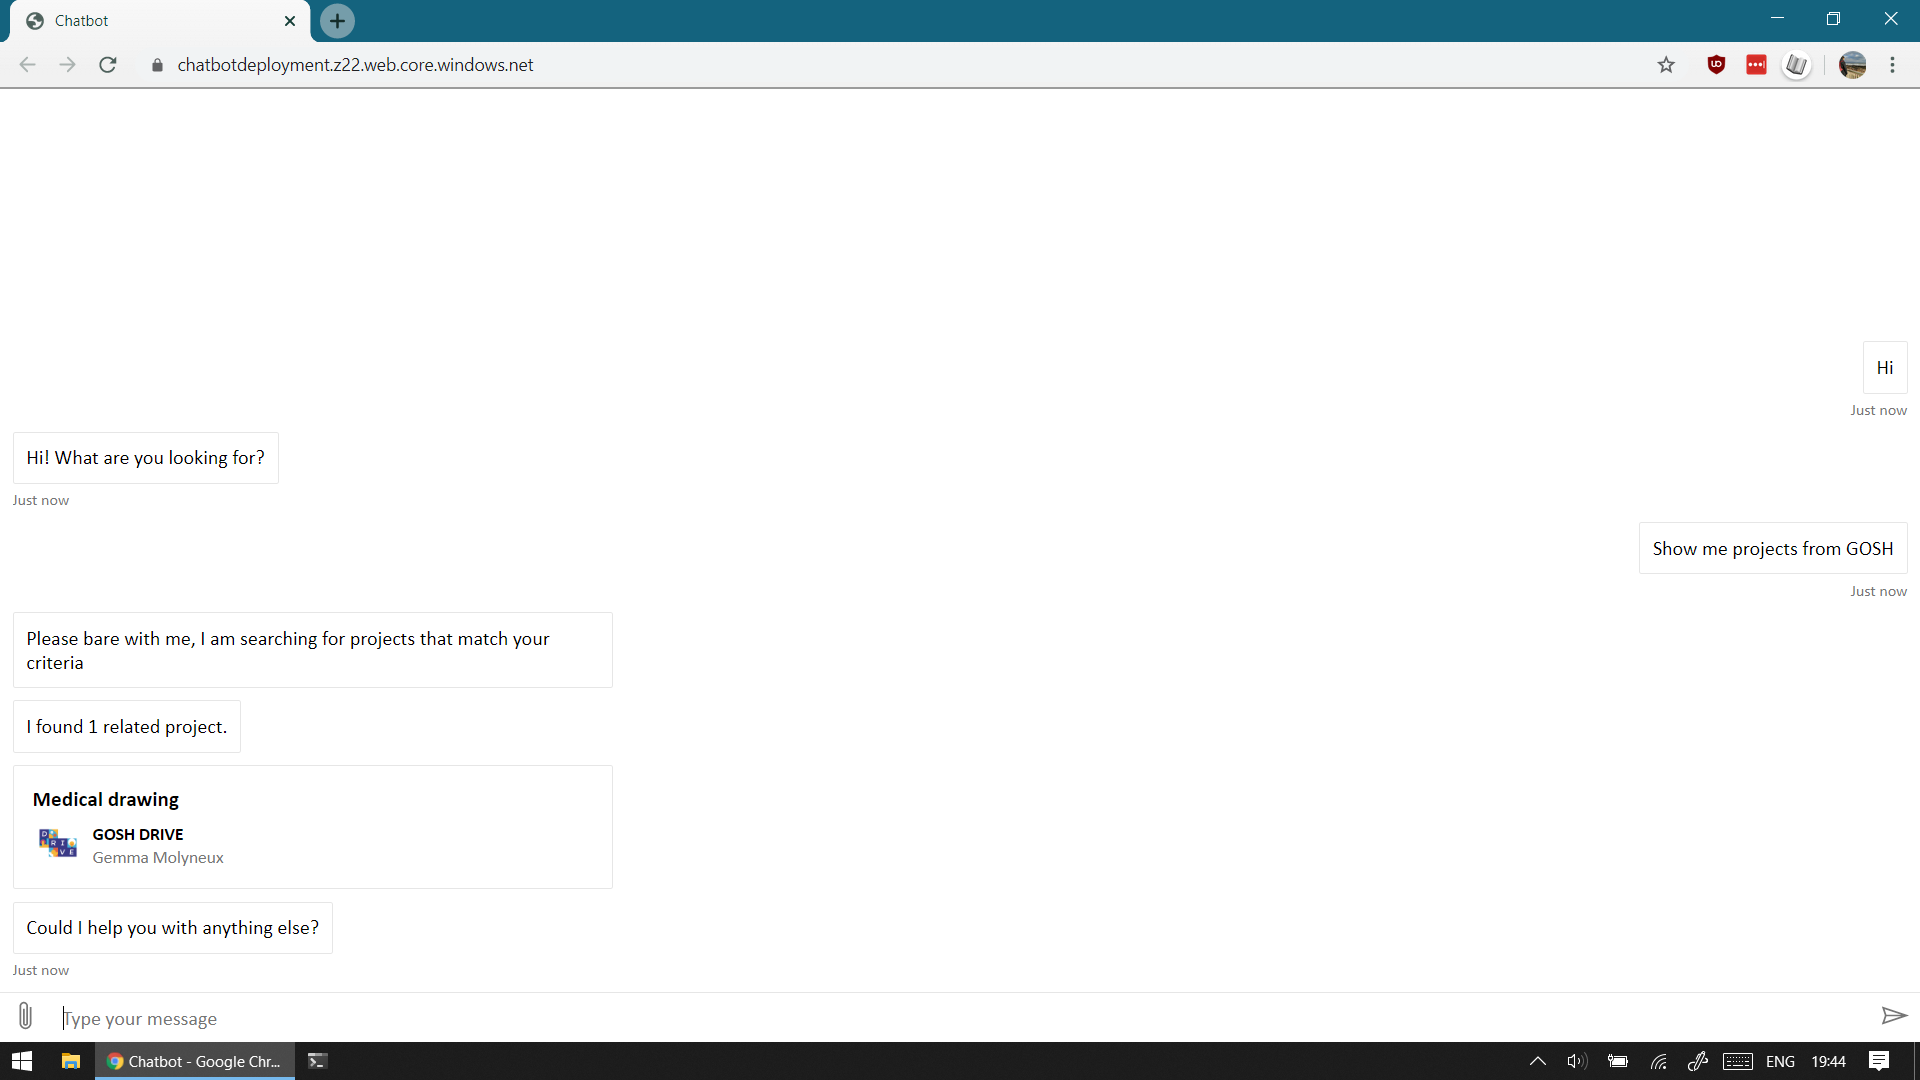 Chatbot
chatbotdeployment.z22.web.core.windows.net
Hi
Just now
Hi! What are you looking for?
Just now
Show me projects from GOSH
Just now
Please bare with me, I am searching for projects that match your
criteria
I found 1 related project.
Medical drawing
DRIVE
GOSH DRIVE
Gemma Molyneux
Could I help you with anything else?
Just now
Type your message
Chatbot - Google Chr...
ENG
19:44